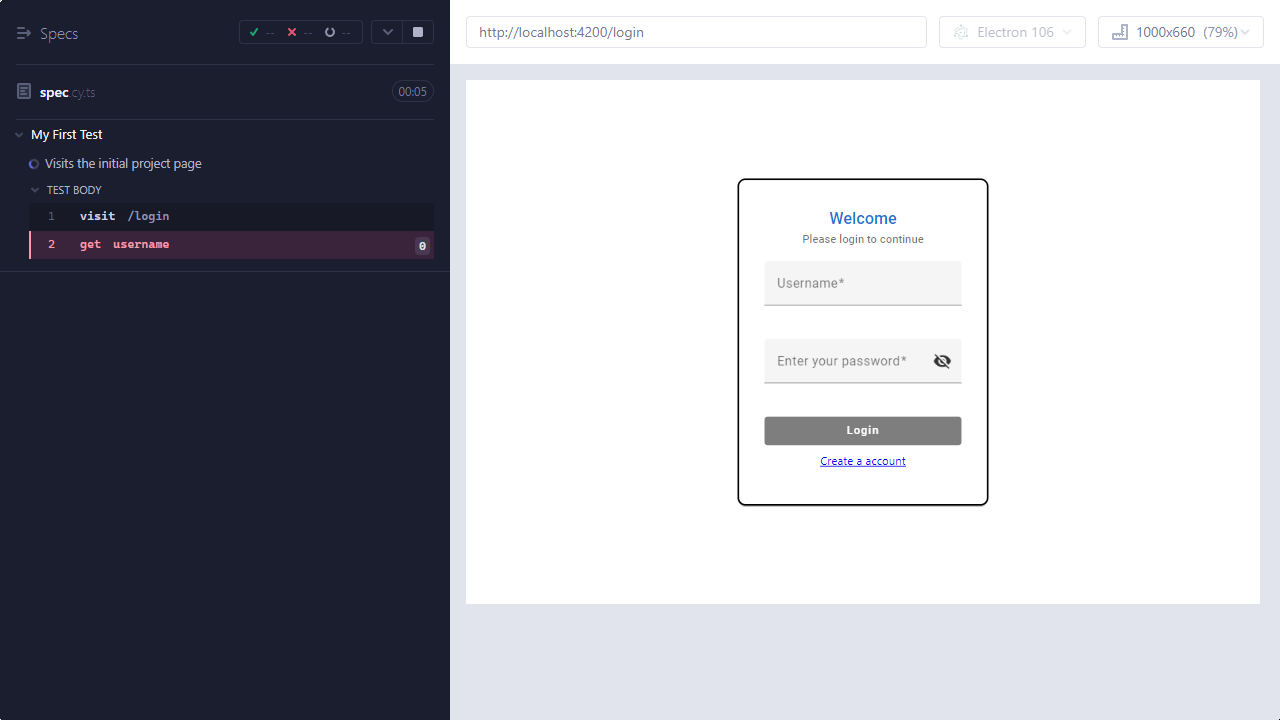 Specs
-- -- --
spec.cy.ts
00:05
My First Test
Visits the initial project page
TEST BODY
1 visit /login
2 get username 0
http://localhost:4200/login
Electron 106
1000x660 (79%)
Welcome
Please login to continue
Username*
Enter your password*
Login
Create a account